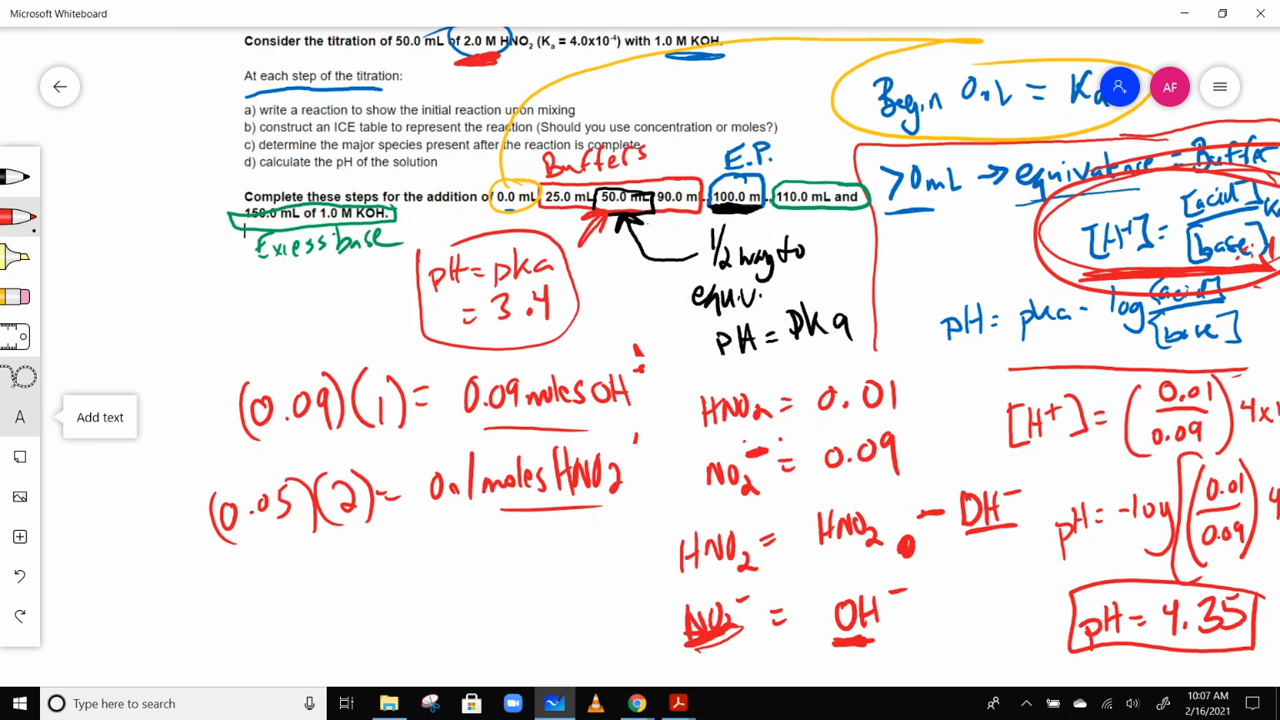 Microsoft Whiteboard
Consider the titration of 50.0 mL of 2.0 M HNO₂ (Kₐ = 4.0x10⁻⁴) with 1.0 M KOH.
At each step of the titration:
a) write a reaction to show the initial reaction upon mixing
b) construct an ICE table to represent the reaction (Should you use concentration or moles?)
c) determine the major species present after the reaction is complete
d) calculate the pH of the solution
Buffers
E.P.
Complete these steps for the addition of 0.0 mL 25.0 mL 50.0 mL 90.0 mL 100.0 m 110.0 mL and
150.0 mL of 1.0 M KOH.
Excess base
Begin 0mL = Ka
AF
>0mL → equivalence = Buffer
[H+] = [acid] K
[base]
pH = pka - log [acid]
[base]
1/2 way to
equiv.
pH = pka
pH = pka
= 3.4
(0.09)(1) = 0.09 moles OH⁻
(0.05)(2) = 0.1 moles HNO2
HNO2 = 0.01
NO2⁻ = 0.09
HNO2 = HNO2 - OH⁻
NO2⁻ = OH⁻
[H+] = (0.01/0.09) 4x1
pH = -log[(0.01/0.09) 4
pH = 4.35
A
Add text
Type here to search
10:07 AM
2/16/2021